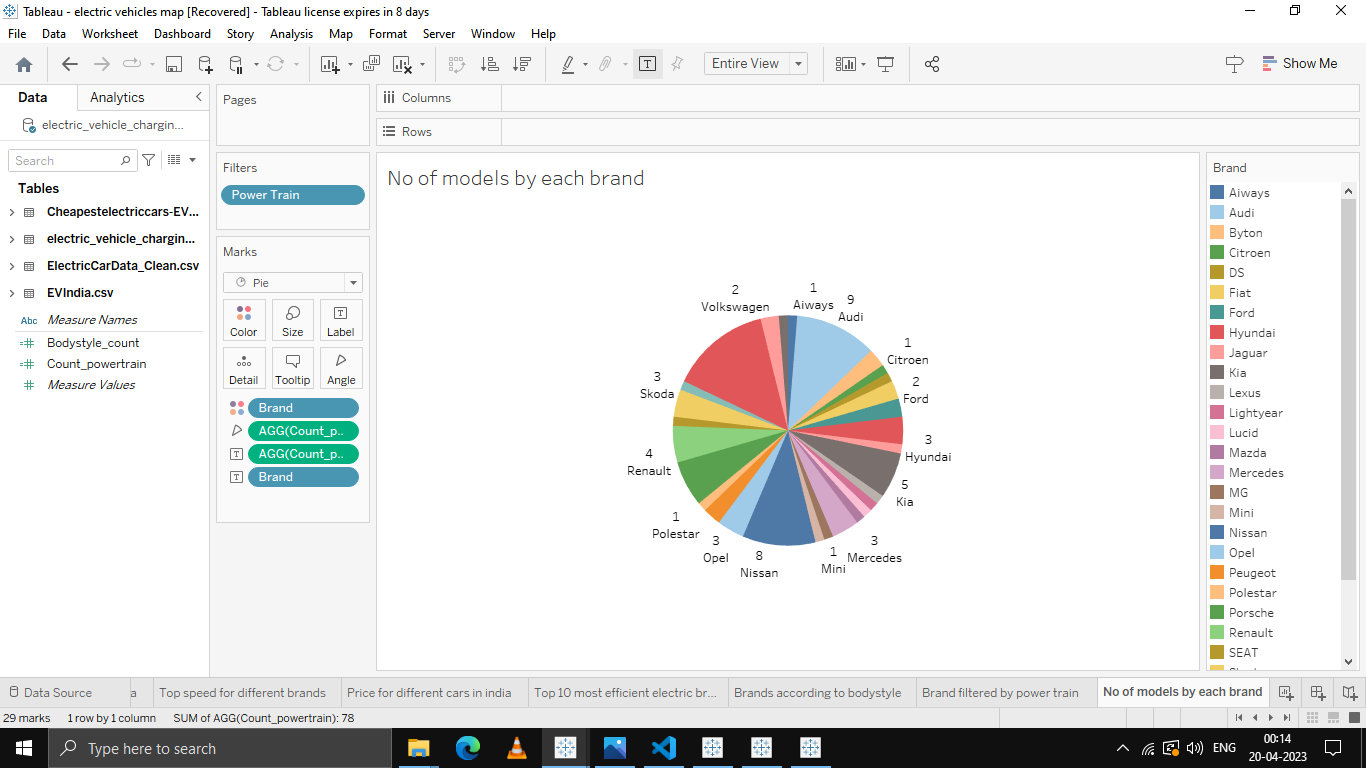 Tableau - electric vehicles map [Recovered] - Tableau license expires in 8 days
File Data Worksheet Dashboard Story Analysis Map Format Server Window Help
Entire View
Show Me
Data
Analytics
electric_vehicle_chargin...
Search
Tables
Cheapestelectriccars-EV...
electric_vehicle_chargin...
ElectricCarData_Clean.csv
EVIndia.csv
Abc Measure Names
Bodystyle_count
Count_powertrain
Measure Values
Pages
Filters
Power Train
Marks
Pie
Color
Size
Label
Detail
Tooltip
Angle
Brand
AGG(Count_p..
AGG(Count_p..
Brand
Columns
Rows
No of models by each brand
2
Volkswagen
1
Aiways
9
Audi
1
Citroen
2
Ford
3
Hyundai
5
Kia
3
Mercedes
1
Mini
8
Nissan
3
Opel
1
Polestar
4
Renault
3
Skoda
Brand
Aiways
Audi
Byton
Citroen
DS
Fiat
Ford
Hyundai
Jaguar
Kia
Lexus
Lightyear
Lucid
Mazda
Mercedes
MG
Mini
Nissan
Opel
Peugeot
Polestar
Porsche
Renault
SEAT
Data Source
a
Top speed for different brands
Price for different cars in india
Top 10 most efficient electric br...
Brands according to bodystyle
Brand filtered by power train
No of models by each brand
29 marks
1 row by 1 column
SUM of AGG(Count_powertrain): 78
Type here to search
ENG
00:14
20-04-2023